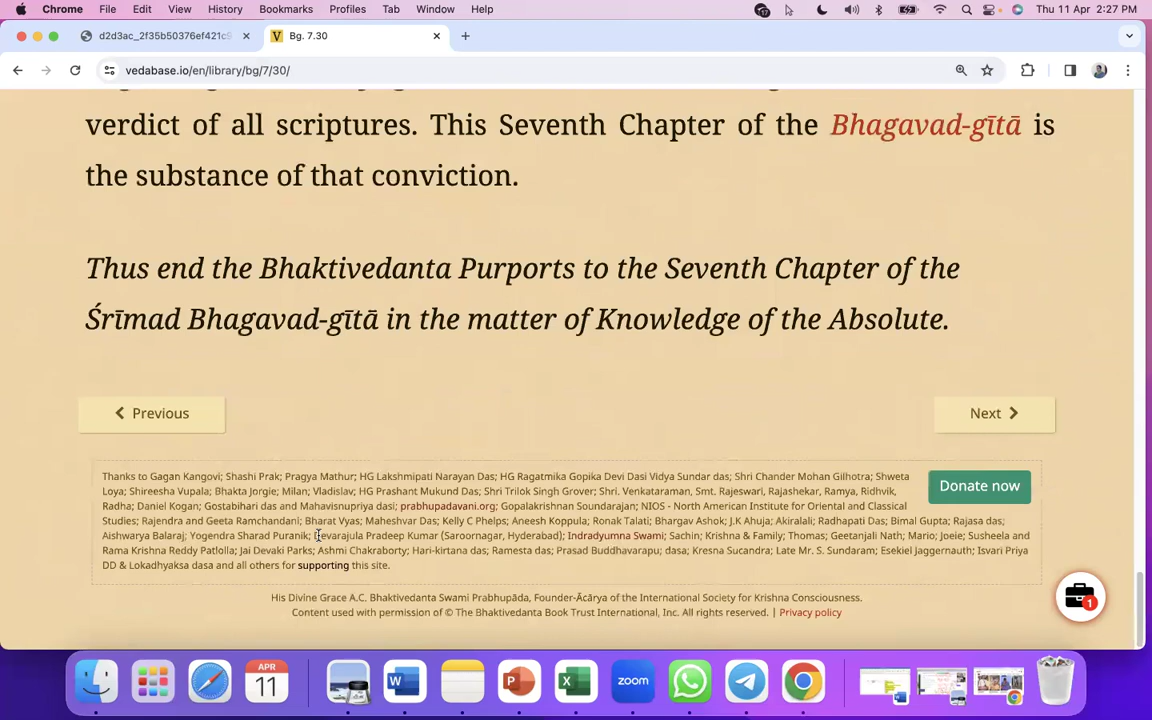 Chrome File Edit View History Bookmarks Profiles Tab Window Help Thu 11 Apr 2:27 PM
d2d3ac_2f35b50376ef421c9 Bg. 7.30
vedabase.io/en/library/bg/7/30/
verdict of all scriptures. This Seventh Chapter of the Bhagavad-gītā is
the substance of that conviction.
Thus end the Bhaktivedanta Purports to the Seventh Chapter of the
Śrīmad Bhagavad-gītā in the matter of Knowledge of the Absolute.
Previous Next
Thanks to Gagan Kangovi; Shashi Prak; Pragya Mathur; HG Lakshmipati Narayan Das; HG Ragatmika Gopika Devi Dasi Vidya Sundar das; Shri Chander Mohan Gilhotra; Shweta
Donate now
Loya; Shireesha Vupala; Bhakta Jorgie; Milan; Vladislav; HG Prashant Mukund Das; Shri Trilok Singh Grover; Shri. Venkataraman, Smt. Rajeswari, Rajashekar, Ramya, Ridhvik,
Radha; Daniel Kogan; Gostabihari das and Mahavisnupriya dasi; prabhupadavani.org; Gopalakrishnan Soundarajan; NIOS - North American Institute for Oriental and Classical
Studies; Rajendra and Geeta Ramchandani; Bharat Vyas; Maheshvar Das; Kelly C Phelps; Aneesh Koppula; Ronak Talati; Bhargav Ashok; J.K Ahuja; Akiralali; Radhapati Das; Bimal Gupta; Rajasa das;
Aishwarya Balaraj; Yogendra Sharad Puranik; Devarajula Pradeep Kumar (Saroornagar, Hyderabad); Indradyumna Swami; Sachin; Krishna & Family; Thomas; Geetanjali Nath; Mario; Joeie; Susheela and
Rama Krishna Reddy Patlolla; Jai Devaki Parks; Ashmi Chakraborty; Hari-kirtana das; Ramesta das; Prasad Buddhavarapu; dasa; Kresna Sucandra; Late Mr. S. Sundaram; Esekiel Jaggernauth; Isvari Priya
DD & Lokadhyaksa dasa and all others for supporting this site.
1
His Divine Grace A.C. Bhaktivedanta Swami Prabhupāda, Founder-Ācārya of the International Society for Krishna Consciousness.
Content used with permission of © The Bhaktivedanta Book Trust International, Inc. All rights reserved. | Privacy policy
APR
11
zoom